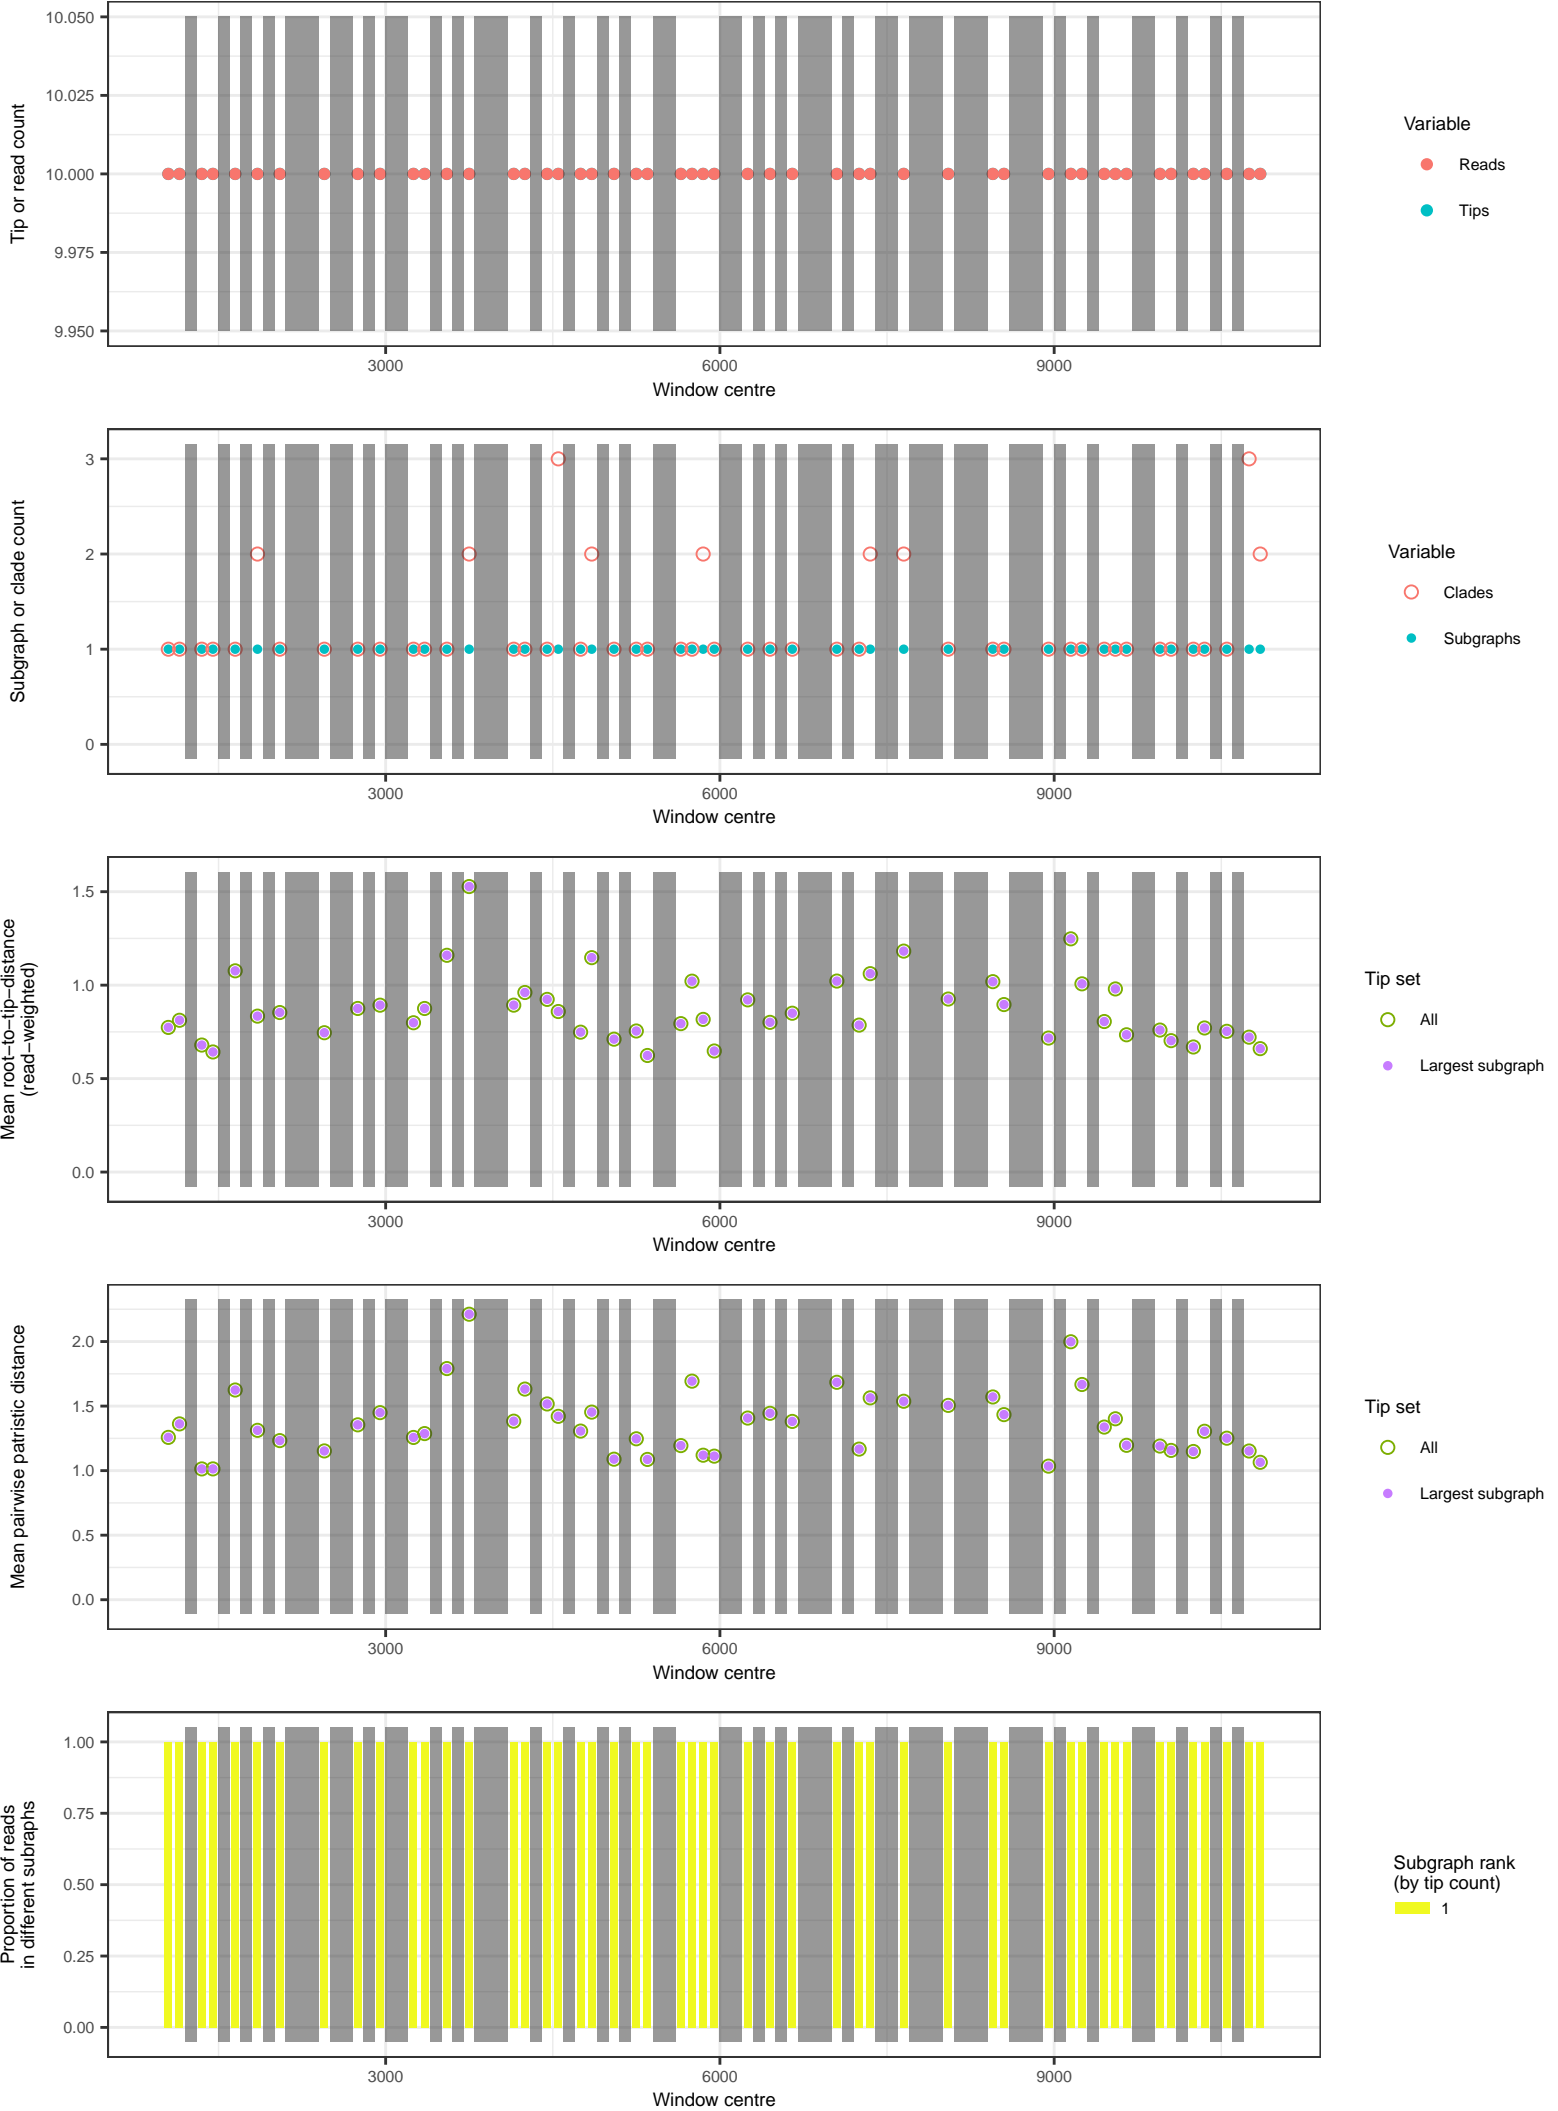 10.050
10.025
10.000
9.975
9.950
Tip or read count
3000
6000
9000
Window centre
Variable
Reads
Tips
3
2
1
0
Subgraph or clade count
3000
6000
9000
Window centre
Variable
Clades
Subgraphs
1.5
1.0
0.5
0.0
Mean root−to−tip−distance
(read−weighted)
3000
6000
9000
Window centre
Tip set
All
Largest subgraph
2.0
1.5
1.0
0.5
0.0
Mean pairwise patristic distance
3000
6000
9000
Window centre
Tip set
All
Largest subgraph
1.00
0.75
0.50
0.25
0.00
Proportion of reads
in different subraphs
3000
6000
9000
Window centre
Subgraph rank
(by tip count)
1